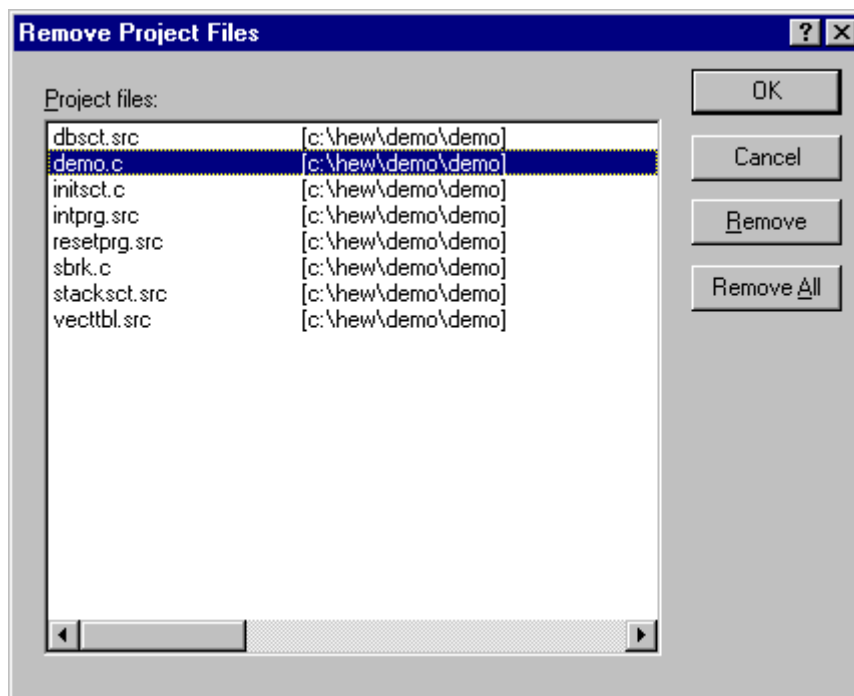 Remove Project Files
Project files:
dbsct.src [c:\hew\demo\demo]
demo.c [c:\hew\demo\demo]
initsct.c [c:\hew\demo\demo]
intprg.src [c:\hew\demo\demo]
resetprg.src [c:\hew\demo\demo]
sbrk.c [c:\hew\demo\demo]
stacksct.src [c:\hew\demo\demo]
vecttbl.src [c:\hew\demo\demo]
OK
Cancel
Remove
Remove All